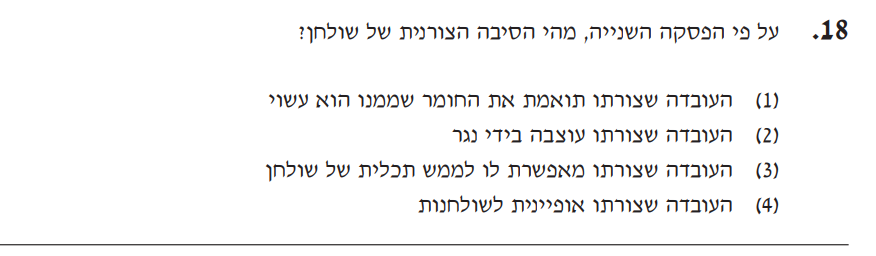 18. על פי הפסקה השנייה, מהי הסיבה הצורנית של שולחן?
(1) העובדה שצורתו תואמת את החומר שממנו הוא עשוי
(2) העובדה שצורתו עוצבה בידי נגר
(3) העובדה שצורתו מאפשרת לו לממש תכלית של שולחן
(4) העובדה שצורתו אופיינית לשולחנות